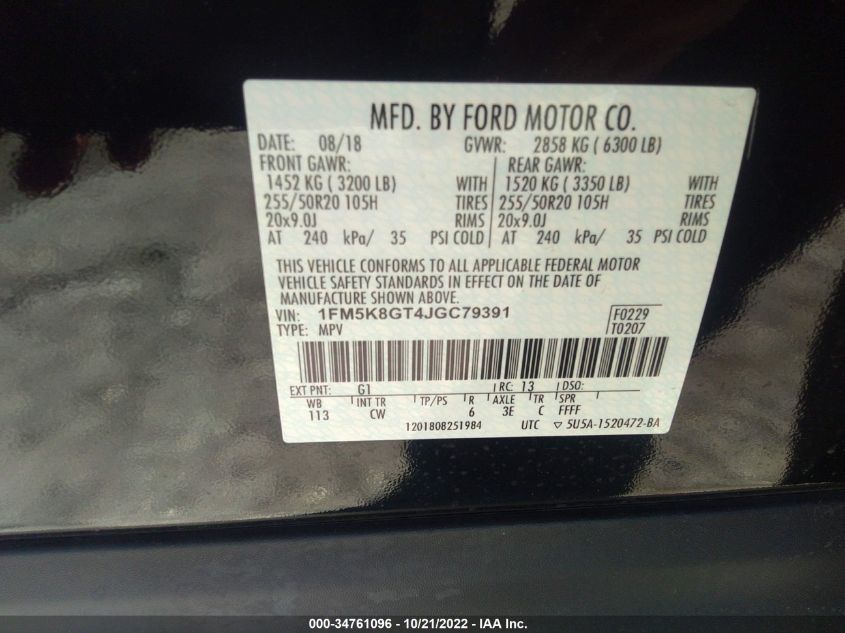 MFD. BY FORD MOTOR CO.
DATE: 08/18 GVWR: 2858 KG ( 6300 LB)
FRONT GAWR: REAR GAWR:
1452 KG ( 3200 LB) WITH 1520 KG ( 3350 LB) WITH
255/50R20 105H TIRES 255/50R20 105H TIRES
20x9.0J RIMS 20x9.0J RIMS
AT 240 kPa/ 35 PSI COLD AT 240 kPa/ 35 PSI COLD
THIS VEHICLE CONFORMS TO ALL APPLICABLE FEDERAL MOTOR
VEHICLE SAFETY STANDARDS IN EFFECT ON THE DATE OF
MANUFACTURE SHOWN ABOVE.
VIN: 1FM5K8GT4JGC79391 F0229
TYPE: MPV T0207
EXT PNT: G1 RC: 13 DSO:
WB INT TR TP/PS R AXLE TR SPR
113 CW 6 3E C FFFF
1201808251984 UTC ▽ 5U5A-1520472-BA
000-34761096 - 10/21/2022 - IAA Inc.